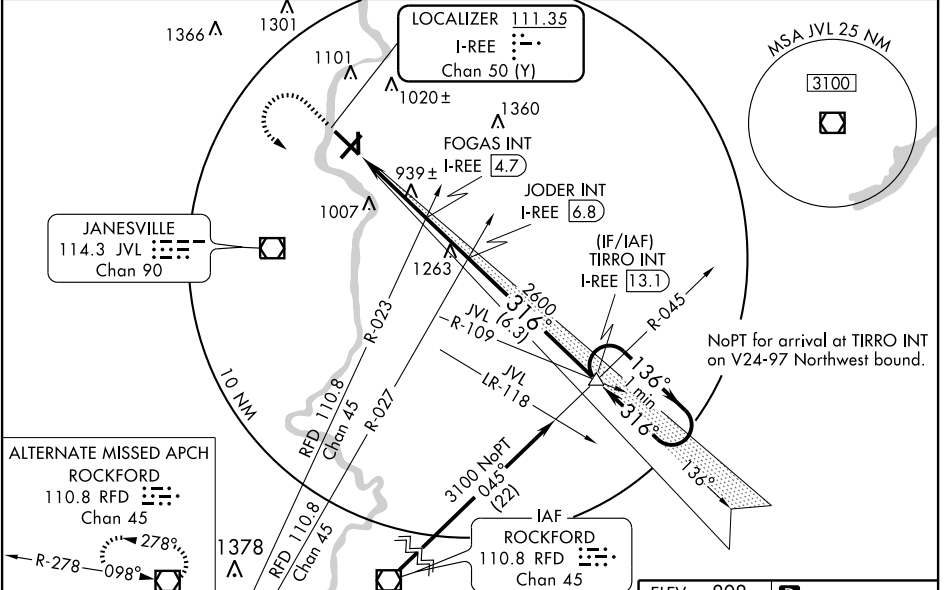 1366
1301
LOCALIZER 111.35
I-REE
Chan 50 (Y)
MSA JVL 25 NM
3100
1101
1020±
1360
FOGAS INT
I-REE 4.7
939±
1007
JODER INT
I-REE 6.8
JANESVILLE
114.3 JVL
Chan 90
1263
(IF/IAF)
TIRRO INT
I-REE 13.1
2600
316°
(6.3)
JVL
R-109
R-045
R-023
R-027
NoPT for arrival at TIRRO INT
on V24-97 Northwest bound.
JVL
LR-118
136°
1 min
316°
136°
10 NM
RFD 110.8
Chan 45
RFD 110.8
Chan 45
3100 NoPT
045°
(22)
ALTERNATE MISSED APCH
ROCKFORD
110.8 RFD
Chan 45
278°
R-278
098°
1378
IAF
ROCKFORD
110.8 RFD
Chan 45
ELEV 808
D